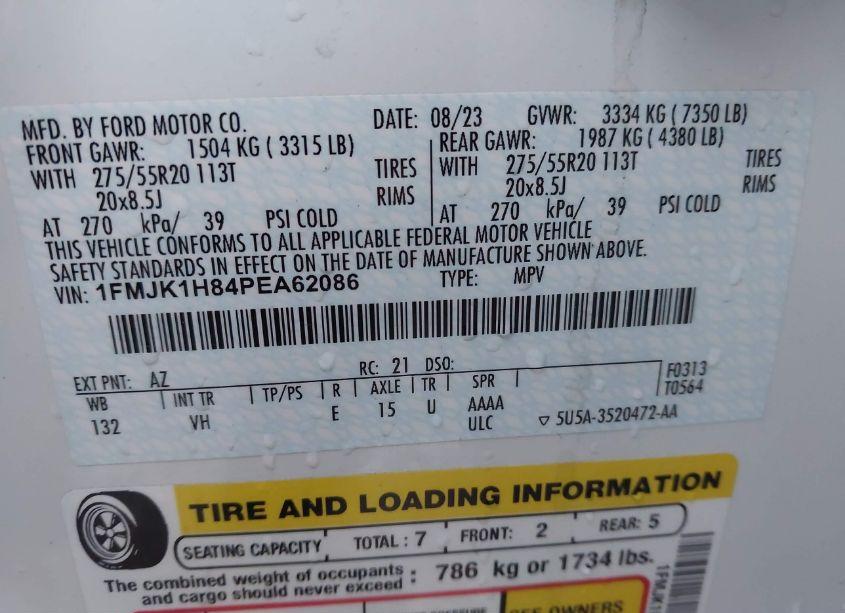 MFD. BY FORD MOTOR CO. DATE: 08/23 GVWR: 3334 KG ( 7350 LB)
FRONT GAWR: 1504 KG ( 3315 LB) REAR GAWR: 1987 KG ( 4380 LB)
WITH 275/55R20 113T TIRES WITH 275/55R20 113T TIRES
20x8.5J RIMS 20x8.5J RIMS
AT 270 kPa/ 39 PSI COLD AT 270 kPa/ 39 PSI COLD
THIS VEHICLE CONFORMS TO ALL APPLICABLE FEDERAL MOTOR VEHICLE
SAFETY STANDARDS IN EFFECT ON THE DATE OF MANUFACTURE SHOWN ABOVE.
VIN: 1FMJK1H84PEA62086 TYPE: MPV
EXT PNT: AZ RC: 21 DSO: F0313
WB INT TR TP/PS R AXLE TR SPR T0564
132 VH E 15 U AAAA
ULC ▽ 5U5A-3520472-AA
TIRE AND LOADING INFORMATION
SEATING CAPACITY TOTAL : 7 FRONT: 2 REAR: 5
The combined weight of occupants and cargo should never exceed : 786 kg or 1734 lbs.
SEE OWNERS
1FMJK1